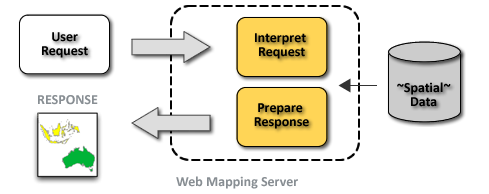 User
Request
Interpret
Request
~Spatial~
Data
RESPONSE
Prepare
Response
Web Mapping Server